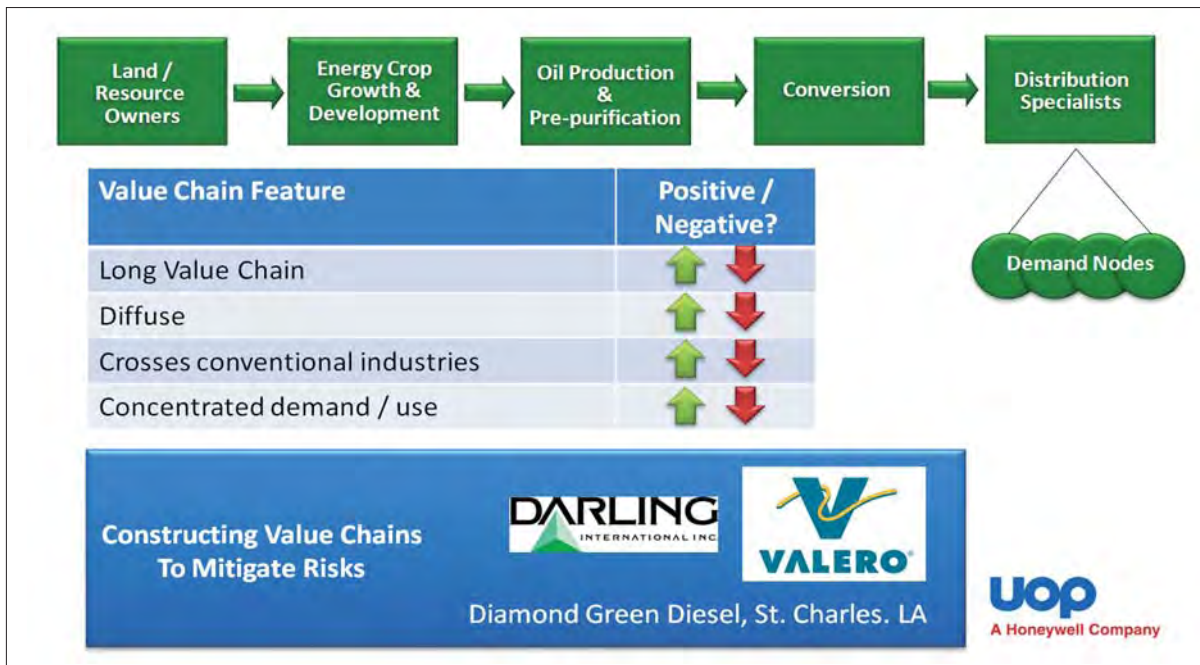 Land /
Resource
Owners
Energy Crop
Growth &
Development
Oil Production
&
Pre-purification
Conversion
Distribution
Specialists
Demand Nodes
Value Chain Feature
Positive /
Negative?
Long Value Chain
Diffuse
Crosses conventional industries
Concentrated demand / use
Constructing Value Chains
To Mitigate Risks
DARLING
INTERNATIONAL INC.
V
VALERO®
Diamond Green Diesel, St. Charles. LA
uop
A Honeywell Company